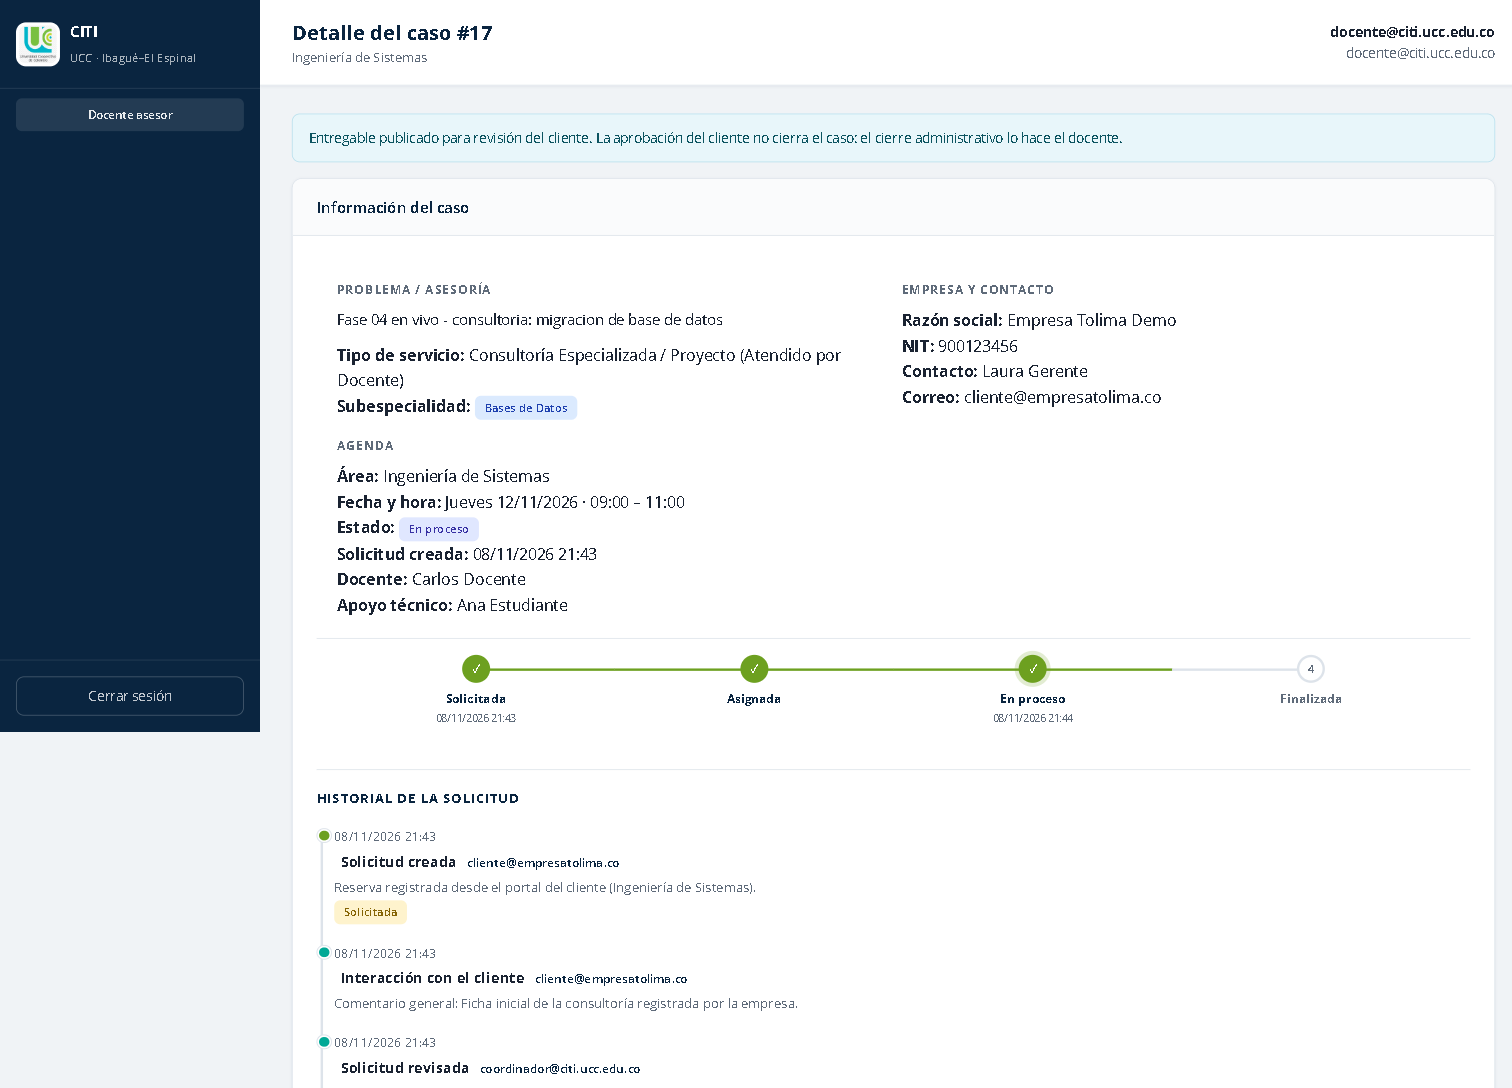 CITI
UCC · Ibagué–El Espinal
Docente asesor
Cerrar sesión
Detalle del caso #17
Ingeniería de Sistemas
docente@citi.ucc.edu.co
docente@citi.ucc.edu.co
Entregable publicado para revisión del cliente. La aprobación del cliente no cierra el caso: el cierre administrativo lo hace el docente.
Información del caso
PROBLEMA / ASESORÍA
Fase 04 en vivo - consultoria: migracion de base de datos
Tipo de servicio: Consultoría Especializada / Proyecto (Atendido por
Docente)
Subespecialidad: Bases de Datos
EMPRESA Y CONTACTO
Razón social: Empresa Tolima Demo
NIT: 900123456
Contacto: Laura Gerente
Correo: cliente@empresatolima.co
AGENDA
Área: Ingeniería de Sistemas
Fecha y hora: Jueves 12/11/2026 · 09:00 – 11:00
Estado: En proceso
Solicitud creada: 08/11/2026 21:43
Docente: Carlos Docente
Apoyo técnico: Ana Estudiante
✓ ✓ ✓ 4
Solicitada Asignada En proceso Finalizada
08/11/2026 21:43 08/11/2026 21:44
HISTORIAL DE LA SOLICITUD
08/11/2026 21:43
Solicitud creada cliente@empresatolima.co
Reserva registrada desde el portal del cliente (Ingeniería de Sistemas).
Solicitada
08/11/2026 21:43
Interacción con el cliente cliente@empresatolima.co
Comentario general: Ficha inicial de la consultoría registrada por la empresa.
08/11/2026 21:43
Solicitud revisada coordinador@citi.ucc.edu.co